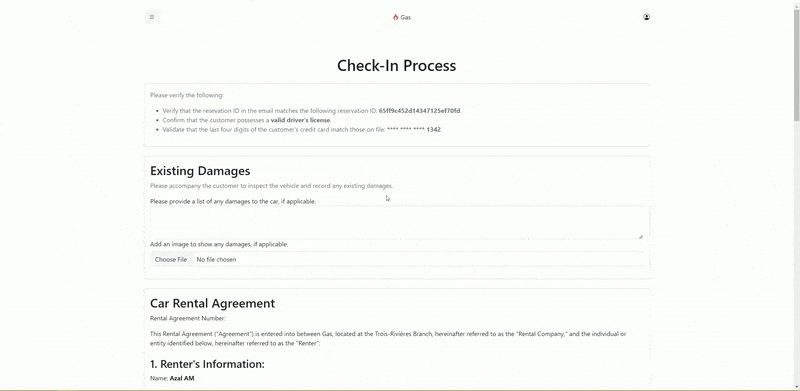 Gas
Check-In Process
Please verify the following:
Verify that the resevation ID in the email matches the following reservation ID: 65ff9c452d14347125ef70fd.
Confirm that the customer possesses a valid driver's license.
Validate that the last four digits of the customer's credit card match those on file: **** **** **** 1342.
Existing Damages
Please accompany the customer to inspect the vehicle and record any existing damages.
Please provide a list of any damages to the car, if applicable.
Add an image to show any damages, if applicable.
Choose File No file chosen
Car Rental Agreement
Rental Agreement Number:
This Rental Agreement ("Agreement") is entered into between Gas, located at the Trois-Rivières Branch, hereinafter referred to as the "Rental Company," and the individual or
entity identified below, hereinafter referred to as the "Renter":
1. Renter's Information:
Name: Azal AM